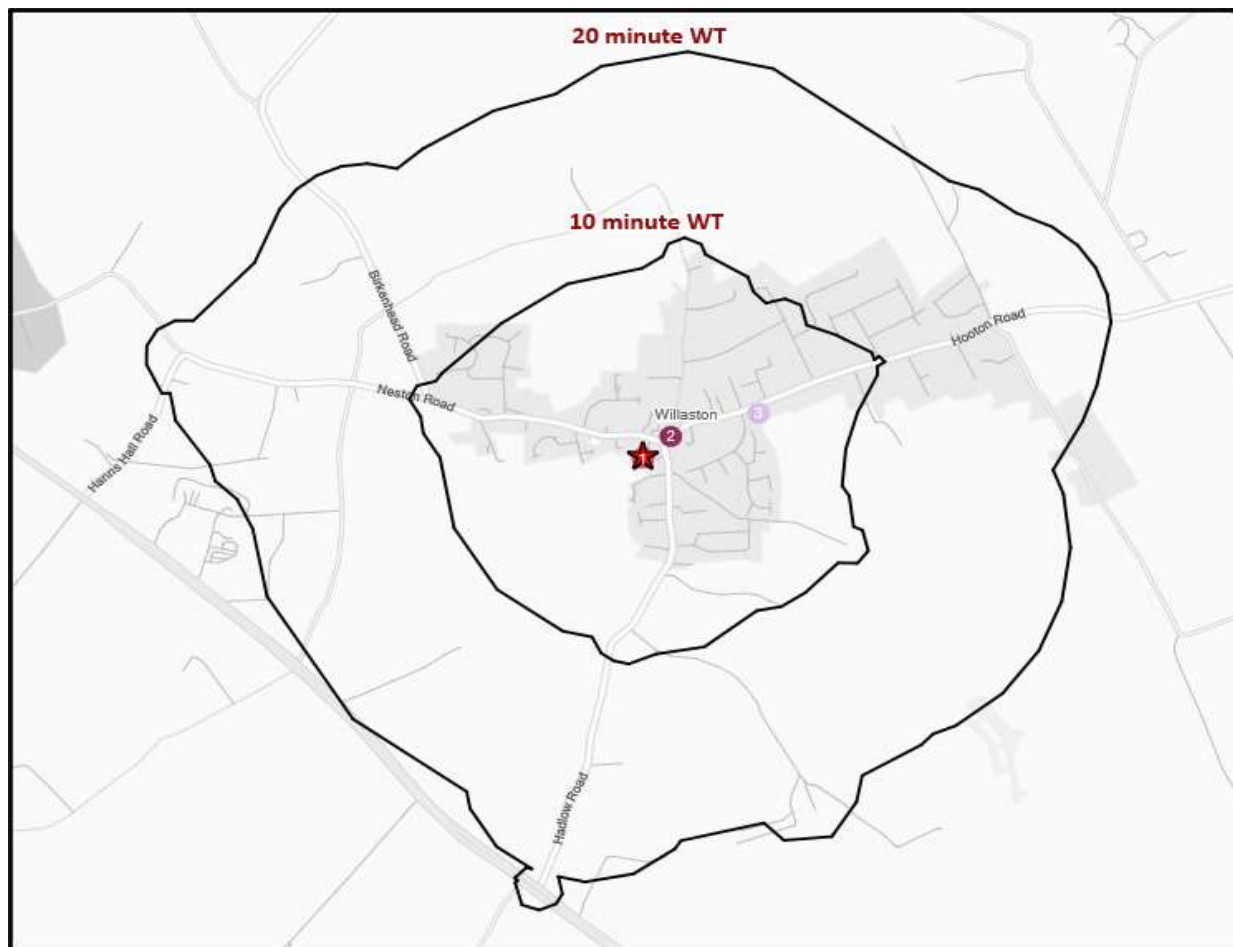 20 minute WT
10 minute WT
Birkenhead Road
Hooton Road
Neston Road
Willaston
3
2
1
Hanns Hall Road
Hadlow Road